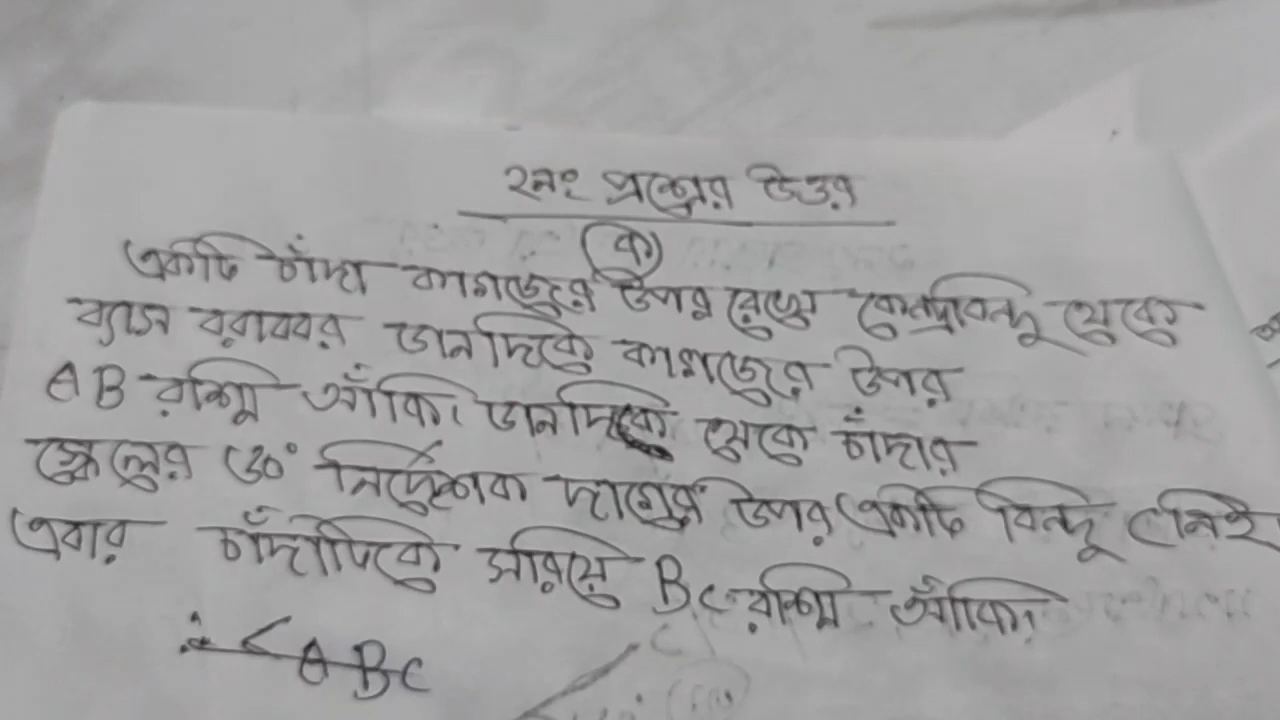 ২নং প্রশ্নের উত্তর
(ক)
একটি চাঁদা কাগজের উপর রেখে কেন্দ্রবিন্দু থেকে
ব্যাস বরাববর ডানদিকে কাগজের উপর
AB রশ্মি আঁকি। ডানদিকে থেকে চাঁদার
স্কেলের ৩০° নির্দেশক দাগের উপর একটি বিন্দু C নিই
এবার চাঁদাটিকে সরিয়ে BC রশ্মি আঁকি।
∴ <ABC